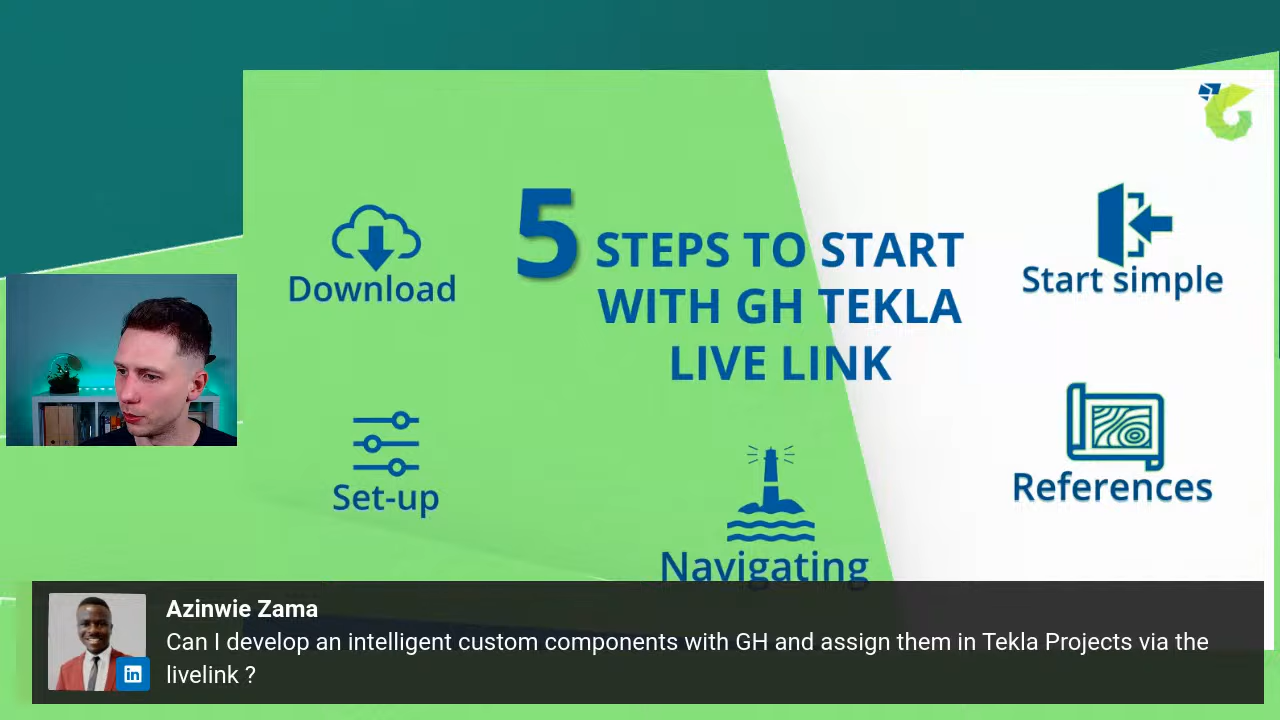 5 STEPS TO START
WITH GH TEKLA
LIVE LINK
Download
Set-up
Navigating
Start simple
References
Azinwie Zama
Can I develop an intelligent custom components with GH and assign them in Tekla Projects via the
livelink ?
in